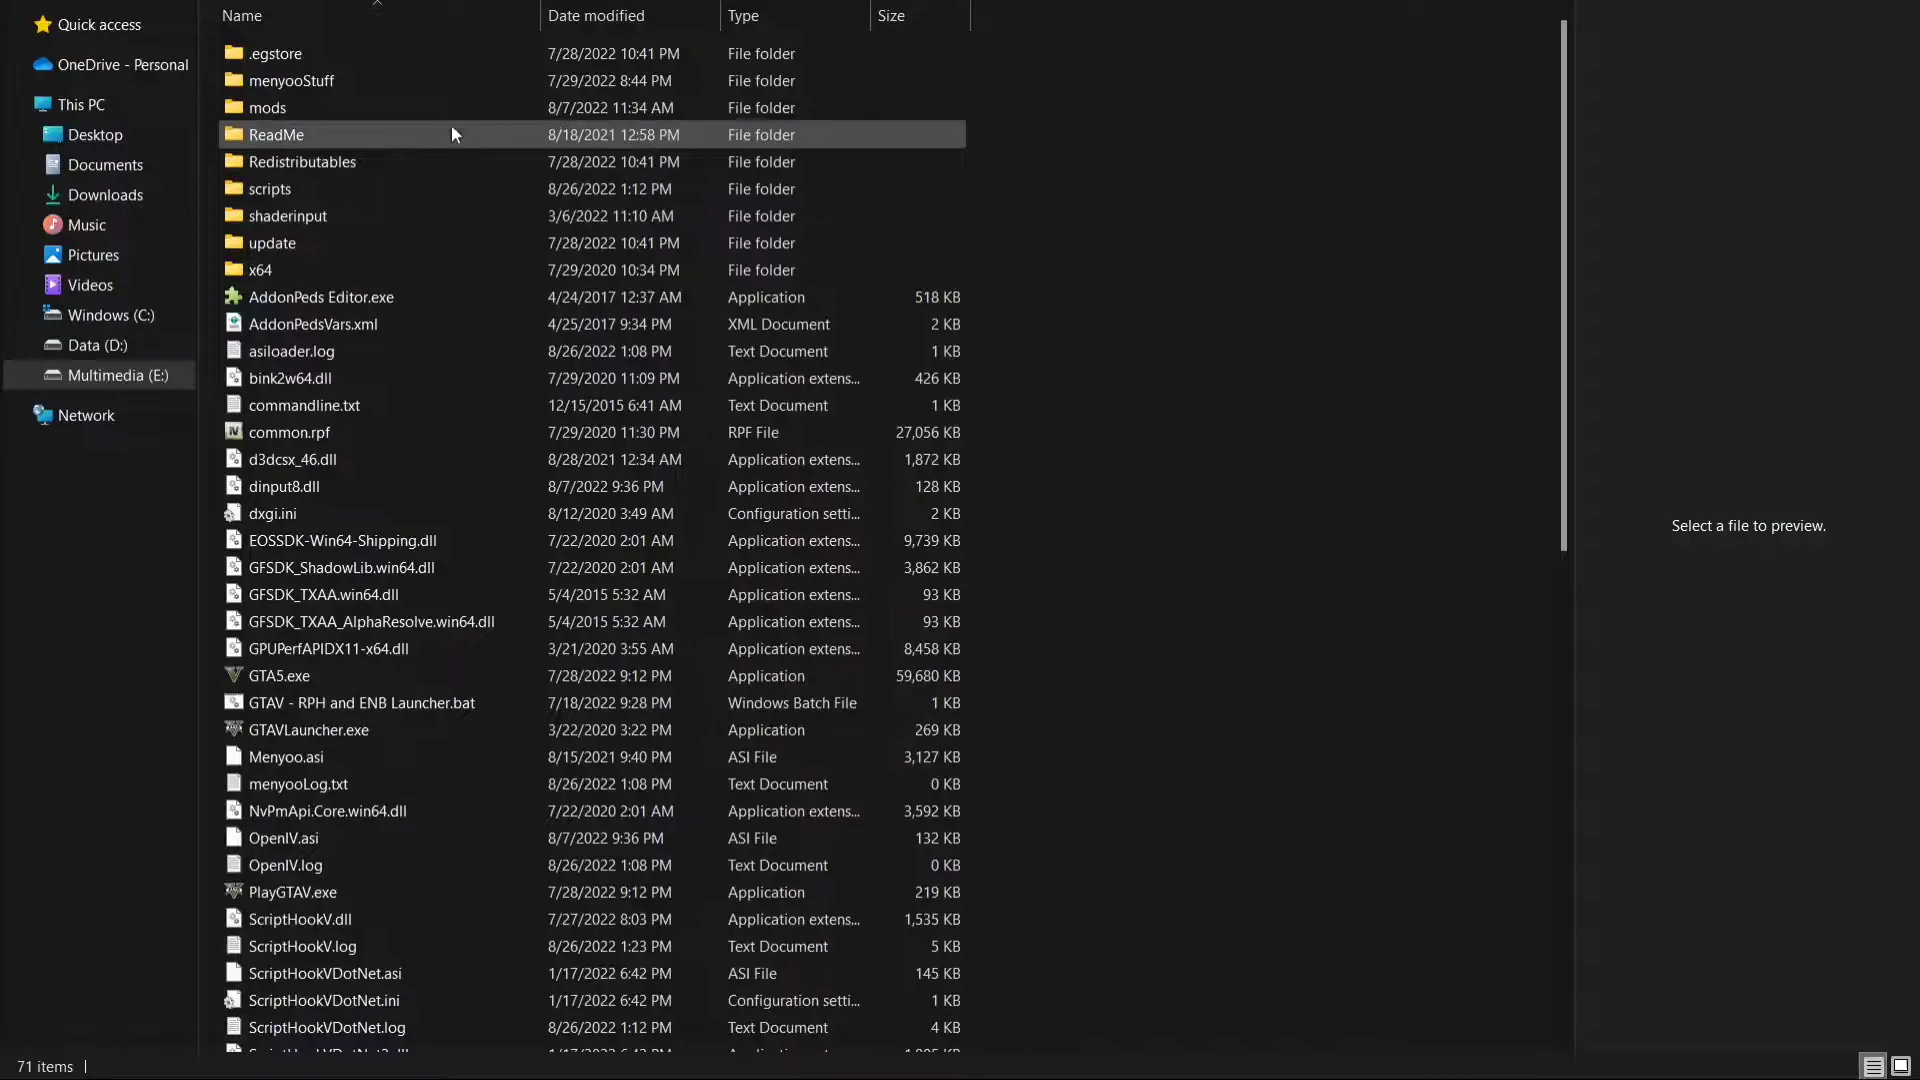 Quick access
OneDrive - Personal
This PC
Desktop
Documents
Downloads
Music
Pictures
Videos
Windows (C:)
Data (D:)
Multimedia (E:)
Network
Name Date modified Type Size
.egstore 7/28/2022 10:41 PM File folder
menyooStuff 7/29/2022 8:44 PM File folder
mods 8/7/2022 11:34 AM File folder
ReadMe 8/18/2021 12:58 PM File folder
Redistributables 7/28/2022 10:41 PM File folder
scripts 8/26/2022 1:12 PM File folder
shaderinput 3/6/2022 11:10 AM File folder
update 7/28/2022 10:41 PM File folder
x64 7/29/2020 10:34 PM File folder
AddonPeds Editor.exe 4/24/2017 12:37 AM Application 518 KB
AddonPedsVars.xml 4/25/2017 9:34 PM XML Document 2 KB
asiloader.log 8/26/2022 1:08 PM Text Document 1 KB
bink2w64.dll 7/29/2020 11:09 PM Application extens... 426 KB
commandline.txt 12/15/2015 6:41 AM Text Document 1 KB
common.rpf 7/29/2020 11:30 PM RPF File 27,056 KB
d3dcsx_46.dll 8/28/2021 12:34 AM Application extens... 1,872 KB
dinput8.dll 8/7/2022 9:36 PM Application extens... 128 KB
dxgi.ini 8/12/2020 3:49 AM Configuration setti... 2 KB
EOSSDK-Win64-Shipping.dll 7/22/2020 2:01 AM Application extens... 9,739 KB
GFSDK_ShadowLib.win64.dll 7/22/2020 2:01 AM Application extens... 3,862 KB
GFSDK_TXAA.win64.dll 5/4/2015 5:32 AM Application extens... 93 KB
GFSDK_TXAA_AlphaResolve.win64.dll 5/4/2015 5:32 AM Application extens... 93 KB
GPUPerfAPIDX11-x64.dll 3/21/2020 3:55 AM Application extens... 8,458 KB
GTA5.exe 7/28/2022 9:12 PM Application 59,680 KB
GTAV - RPH and ENB Launcher.bat 7/18/2022 9:28 PM Windows Batch File 1 KB
GTAVLauncher.exe 3/22/2020 3:22 PM Application 269 KB
Menyoo.asi 8/15/2021 9:40 PM ASI File 3,127 KB
menyooLog.txt 8/26/2022 1:08 PM Text Document 0 KB
NvPmApi.Core.win64.dll 7/22/2020 2:01 AM Application extens... 3,592 KB
OpenIV.asi 8/7/2022 9:36 PM ASI File 132 KB
OpenIV.log 8/26/2022 1:08 PM Text Document 0 KB
PlayGTAV.exe 7/28/2022 9:12 PM Application 219 KB
ScriptHookV.dll 7/27/2022 8:03 PM Application extens... 1,535 KB
ScriptHookV.log 8/26/2022 1:23 PM Text Document 5 KB
ScriptHookVDotNet.asi 1/17/2022 6:42 PM ASI File 145 KB
ScriptHookVDotNet.ini 1/17/2022 6:42 PM Configuration setti... 1 KB
ScriptHookVDotNet.log 8/26/2022 1:12 PM Text Document 4 KB
Select a file to preview.
71 items